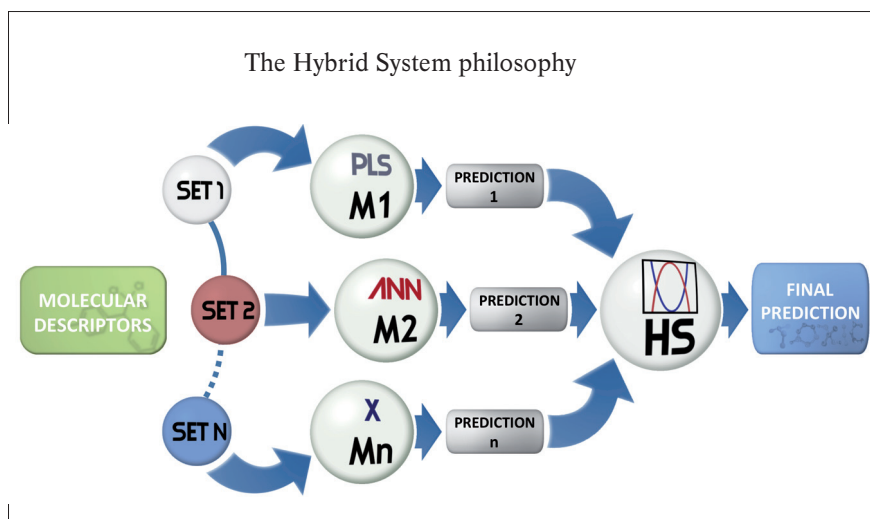 The Hybrid System philosophy
SET 1
PLS
M1
PREDICTION
1
MOLECULAR
DESCRIPTORS
SET 2
ANN
M2
PREDICTION
2
HS
FINAL
PREDICTION
SET N
X
Mn
PREDICTION
n